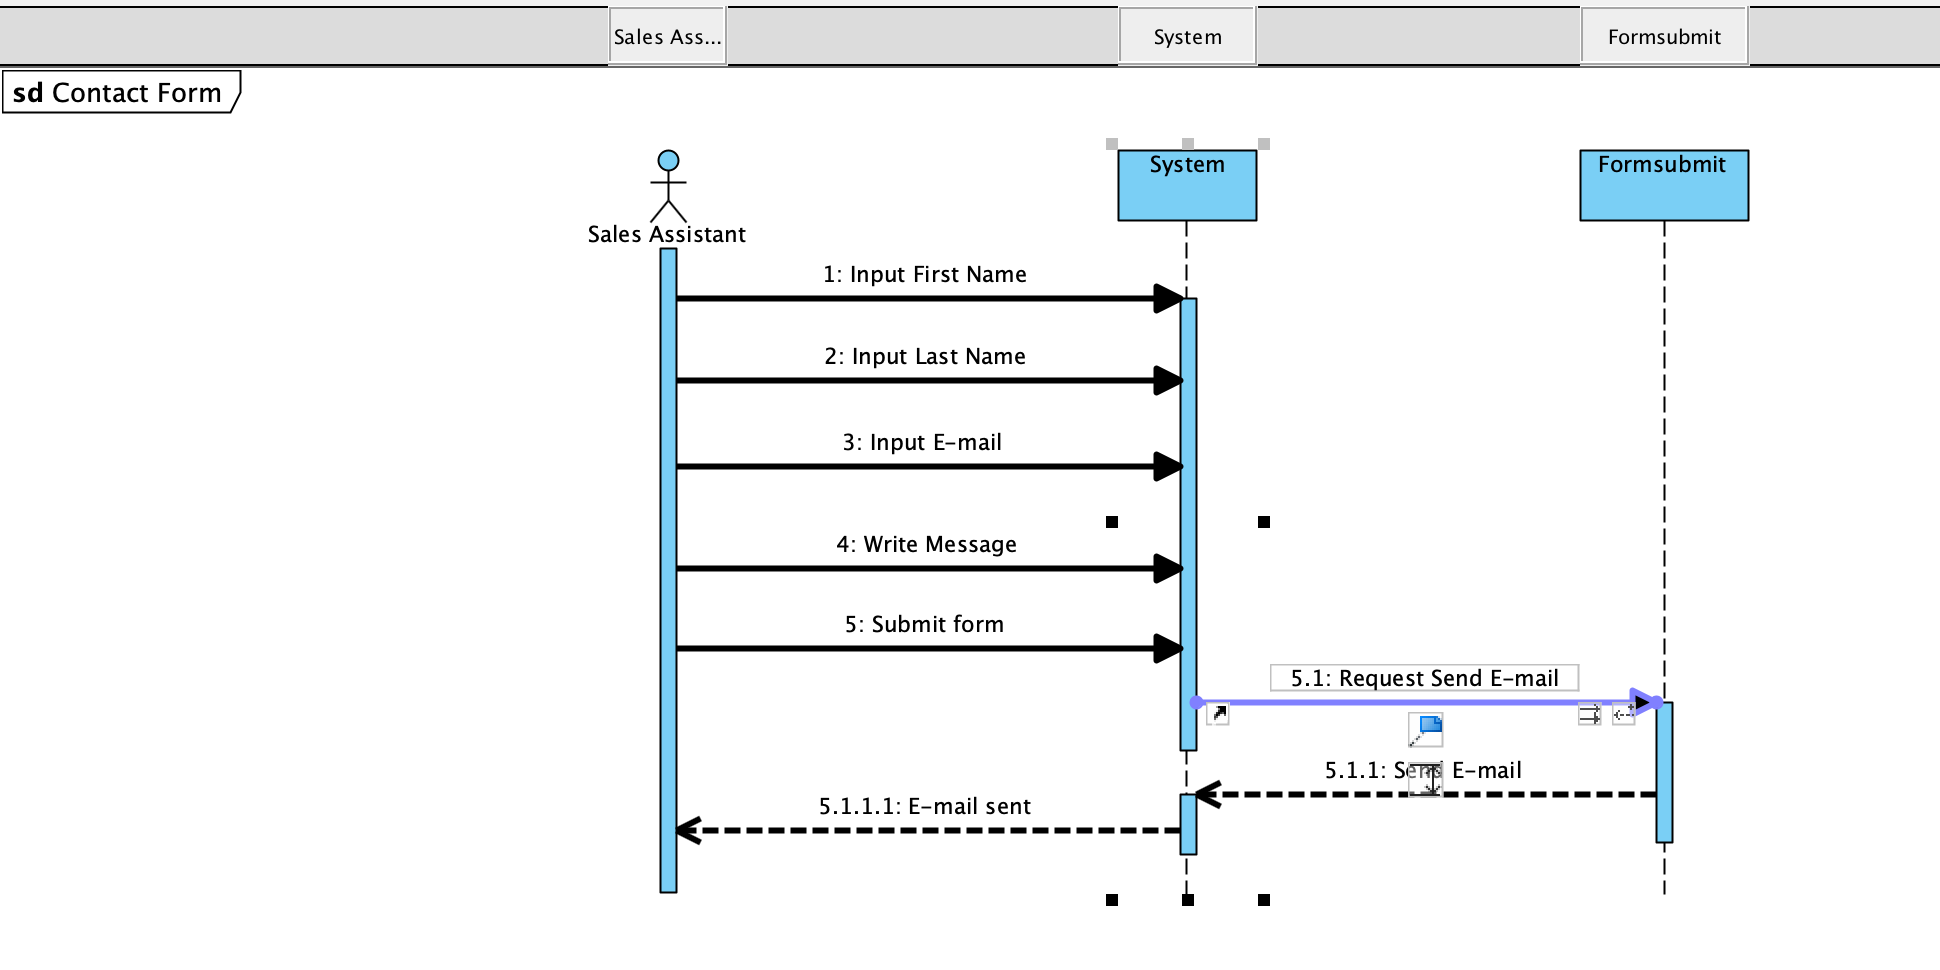 Sales Ass...
System
Formsubmit
sd Contact Form
System
Formsubmit
Sales Assistant
1: Input First Name
2: Input Last Name
3: Input E-mail
4: Write Message
5: Submit form
5.1: Request Send E-mail
5.1.1: Send E-mail
5.1.1.1: E-mail sent